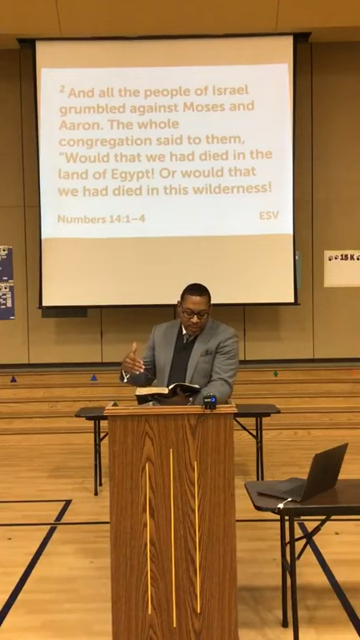 ² And all the people of Israel
grumbled against Moses and
Aaron. The whole
congregation said to them,
"Would that we had died in the
land of Egypt! Or would that
we had died in this wilderness!
Numbers 14:1–4 ESV
15 K